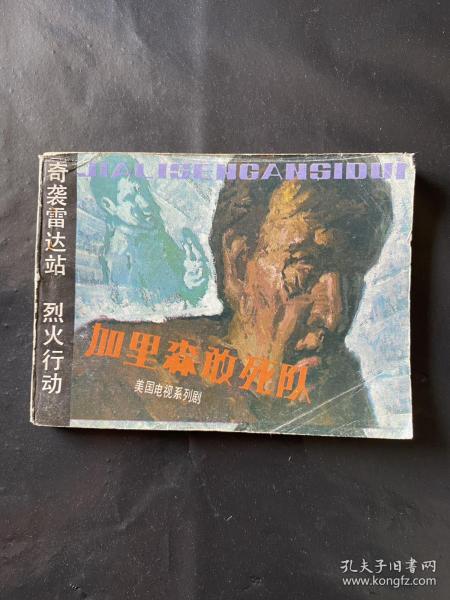 奇袭雷达站 烈火行动
JIALISENGANSIDUI
加里森敢死队
美国电视系列剧
孔夫子旧书网
www.kongfz.com